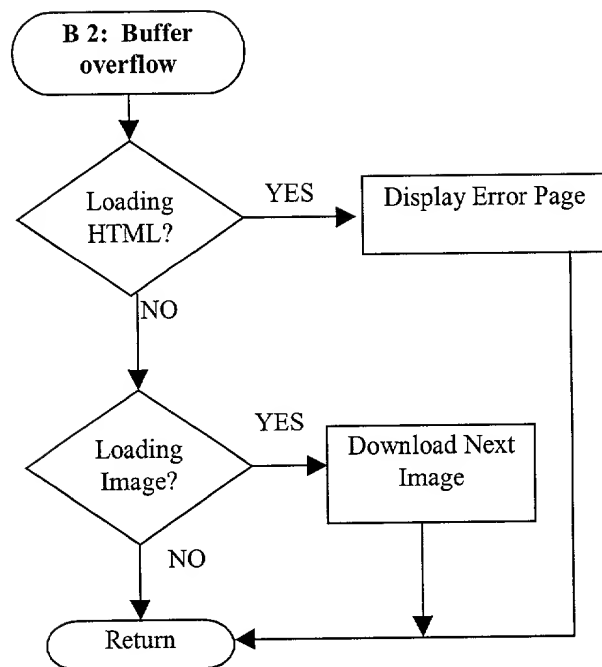 B 2: Buffer
overflow
Loading
HTML?
YES
Display Error Page
NO
Loading
Image?
YES
Download Next
Image
NO
Return